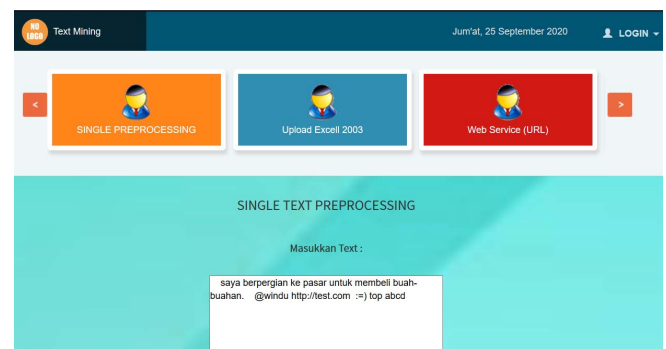 NO
LOGO
Text Mining
Jum'at, 25 September 2020
LOGIN
<
SINGLE PREPROCESSING
Upload Excell 2003
Web Service (URL)
>
SINGLE TEXT PREPROCESSING
Masukkan Text :
saya berpergian ke pasar untuk membeli buah-
buahan. @windu http://test.com :=) top abcd